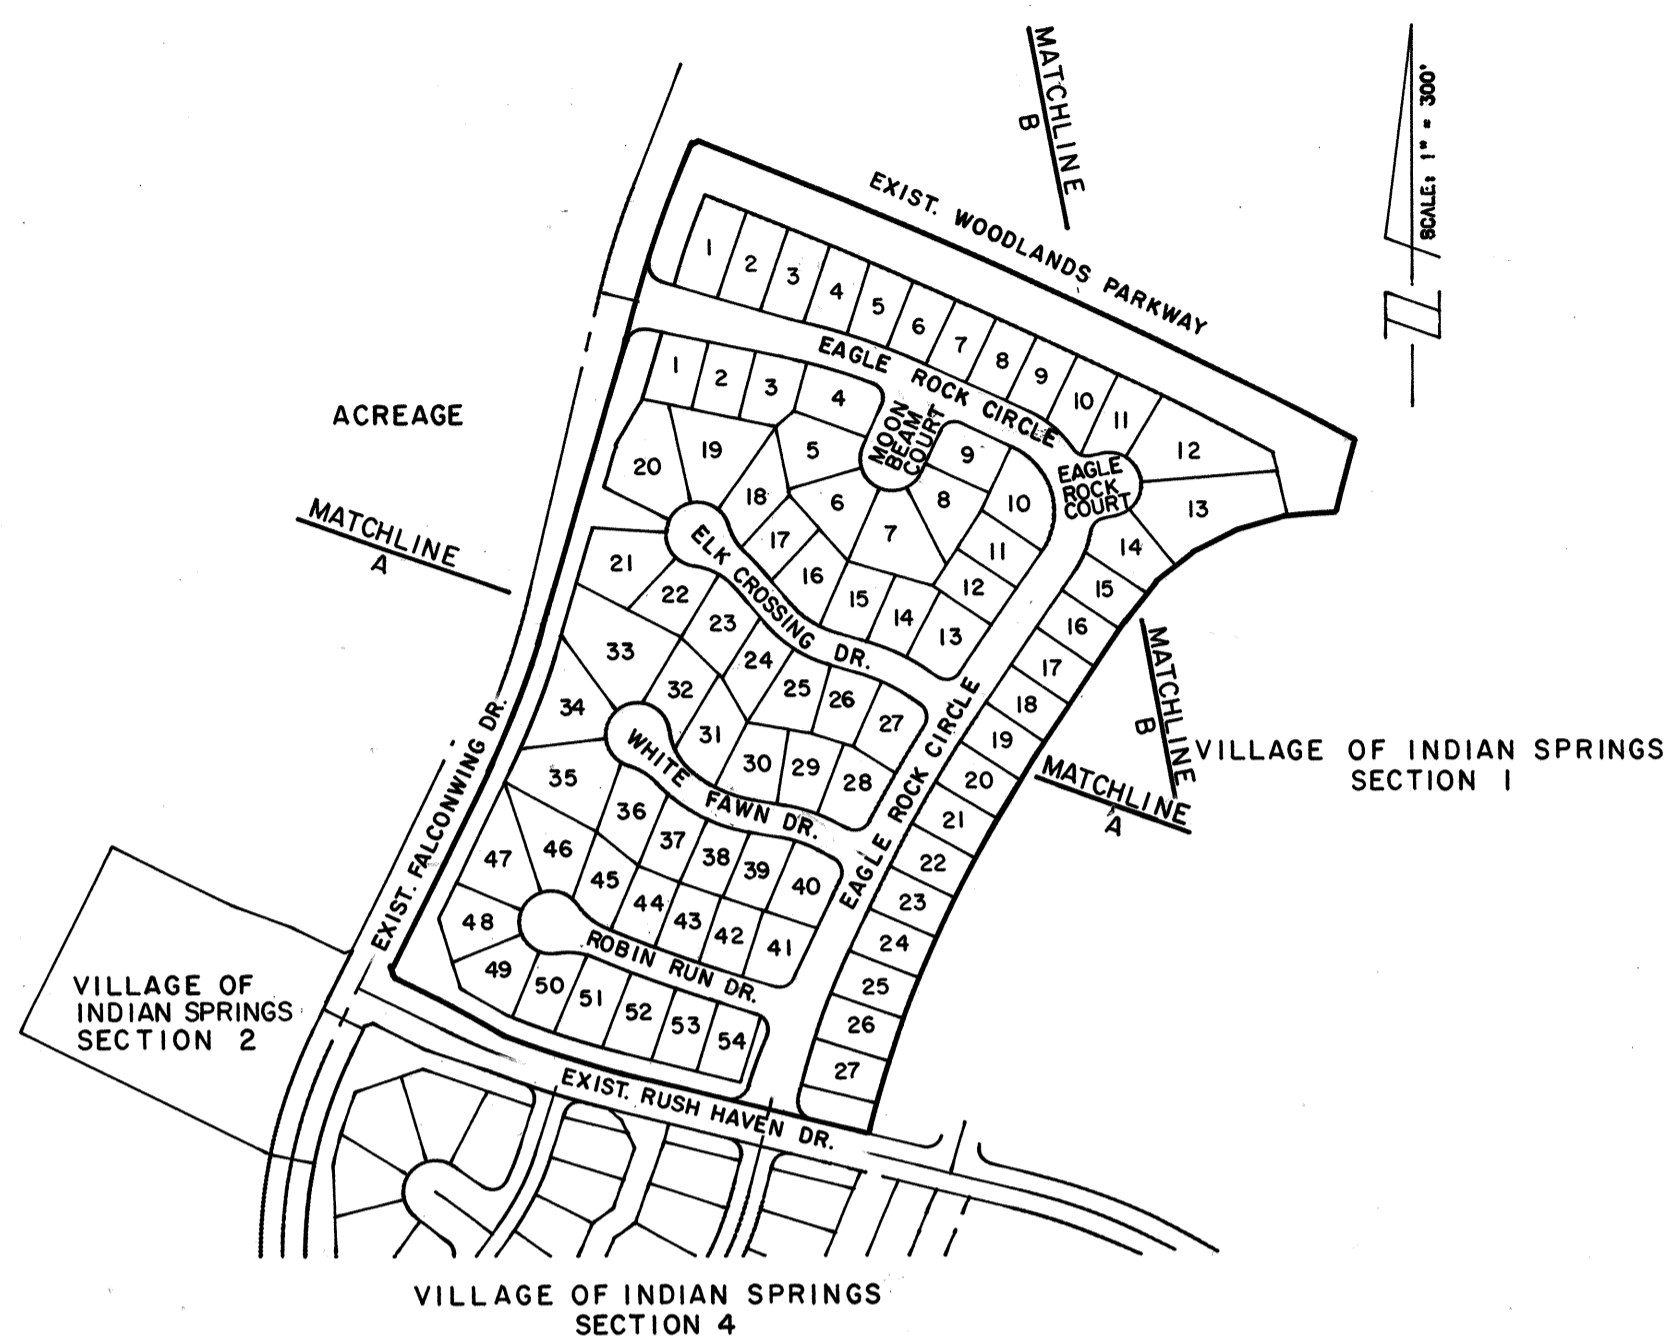 MATCHLINE
B
SCALE: 1" = 300'
EXIST. WOODLANDS PARKWAY
1
2
3
4
5
6
7
8
9
10
11
12
13
14
15
16
17
18
19
20
21
22
23
24
25
26
27
EAGLE ROCK CIRCLE
MOON
BEAM
COURT
EAGLE
ROCK
COURT
1
2
3
4
5
6
7
8
9
10
11
12
13
14
15
16
17
18
19
20
ELK CROSSING DR.
21
22
23
24
25
26
27
28
29
30
31
32
33
34
WHITE FAWN DR.
35
36
37
38
39
40
41
42
43
44
45
46
47
48
ROBIN RUN DR.
49
50
51
52
53
54
EAGLE ROCK CIRCLE
EAGLE ROCK CIRCLE
ACREAGE
MATCHLINE
A
EXIST. FALCONWING DR.
MATCHLINE
B
MATCHLINE
A
VILLAGE OF INDIAN SPRINGS
SECTION 1
VILLAGE OF
INDIAN SPRINGS
SECTION 2
EXIST. RUSH HAVEN DR.
VILLAGE OF INDIAN SPRINGS
SECTION 4